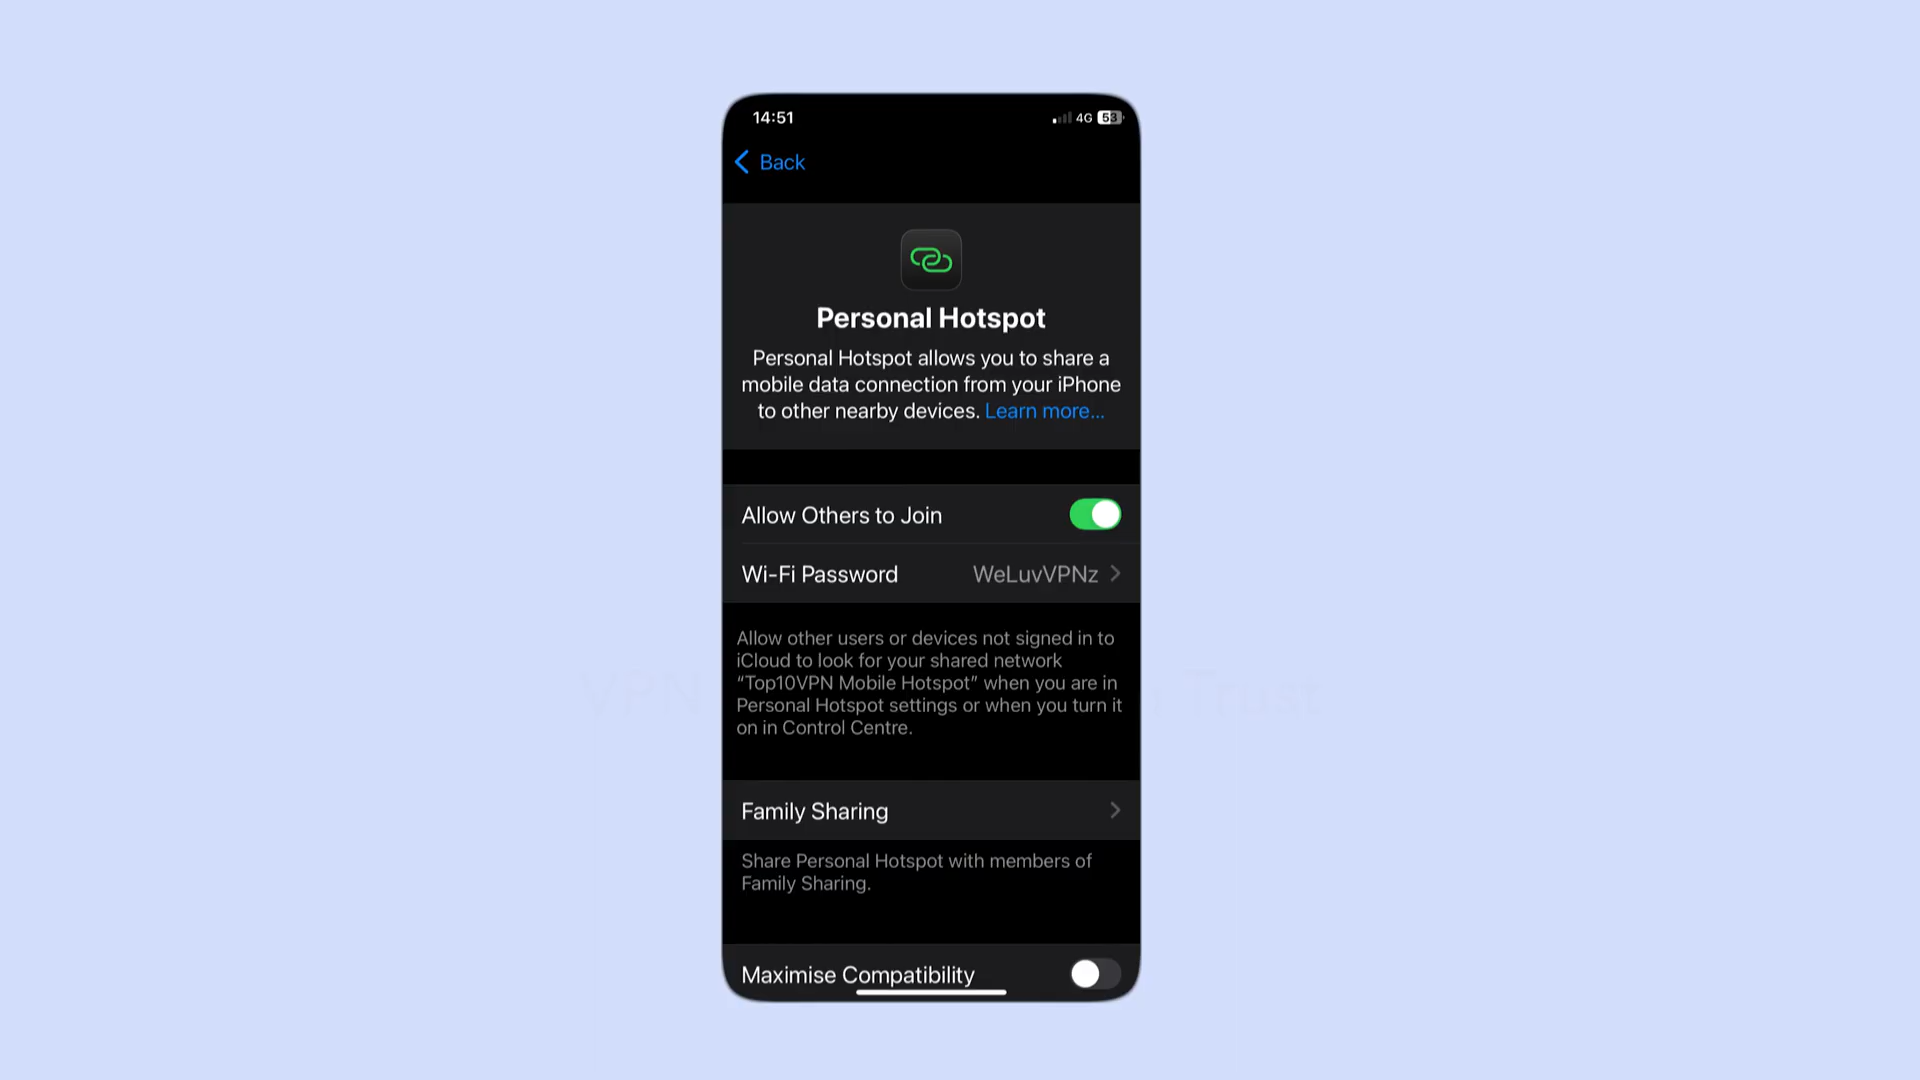 14:51
4G 53
Back
Personal Hotspot
Personal Hotspot allows you to share a
mobile data connection from your iPhone
to other nearby devices. Learn more...
Allow Others to Join
Wi-Fi Password WeLuvVPNz
Allow other users or devices not signed in to
iCloud to look for your shared network
“Top10VPN Mobile Hotspot” when you are in
VPN Trust
Personal Hotspot settings or when you turn it
on in Control Centre.
Family Sharing
Share Personal Hotspot with members of
Family Sharing.
Maximise Compatibility